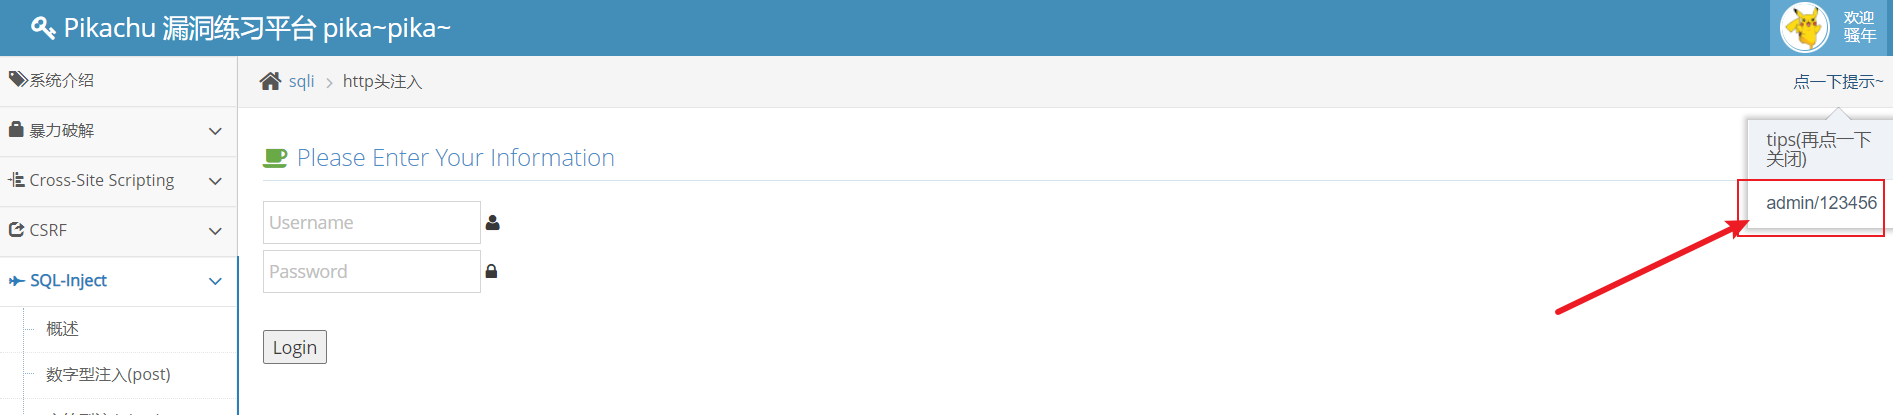 Pikachu 漏洞练习平台 pika~pika~
欢迎
骚年
系统介绍
sqli
http头注入
点一下提示~
暴力破解
tips(再点一下
关闭)
Please Enter Your Information
Cross-Site Scripting
admin/123456
Username
CSRF
Password
SQL-Inject
概述
Login
数字型注入(post)